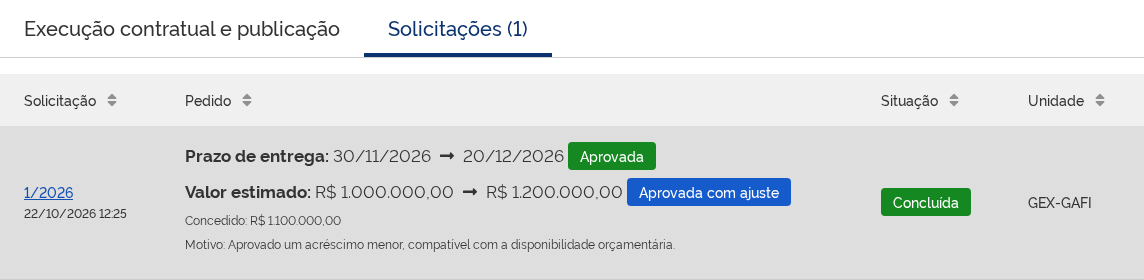 Execução contratual e publicação Solicitações (1)
Solicitação Pedido Situação Unidade
Prazo de entrega: 30/11/2026 → 20/12/2026 Aprovada
Valor estimado: R$ 1.000.000,00 → R$ 1.200.000,00 Aprovada com ajuste
1/2026
22/10/2026 12:25
Concedido: R$ 1.100.000,00
Motivo: Aprovado um acréscimo menor, compatível com a disponibilidade orçamentária.
Concluída
GEX-GAFI